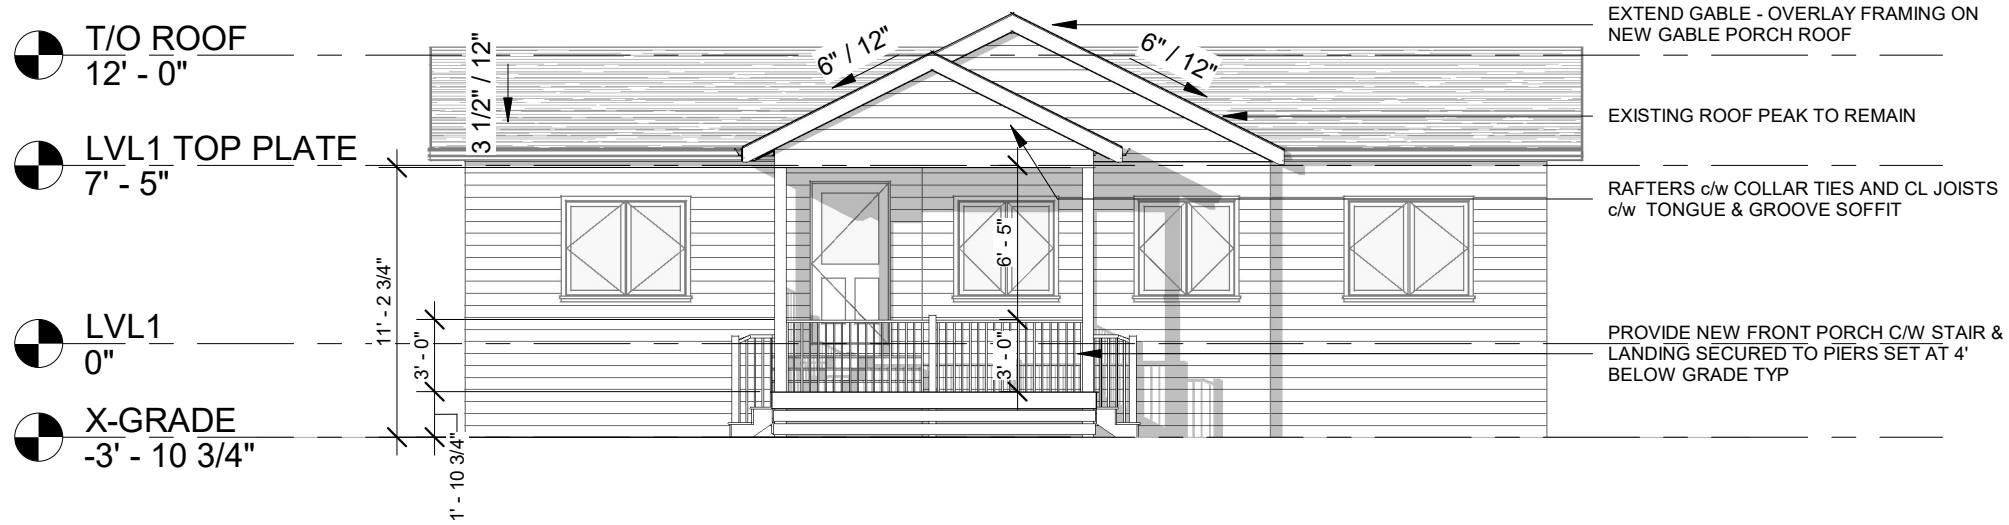 T/O ROOF
12' - 0"
LVL1 TOP PLATE
7' - 5"
LVL1
0"
X-GRADE
-3' - 10 3/4"
3 1/2" / 12"
6" / 12"
6" / 12"
11' - 2 3/4"
3' - 0"
1' - 10 3/4"
6' - 5"
3' - 0"
EXTEND GABLE - OVERLAY FRAMING ON
NEW GABLE PORCH ROOF
EXISTING ROOF PEAK TO REMAIN
RAFTERS c/w COLLAR TIES AND CL JOISTS
c/w TONGUE & GROOVE SOFFIT
PROVIDE NEW FRONT PORCH C/W STAIR &
LANDING SECURED TO PIERS SET AT 4'
BELOW GRADE TYP